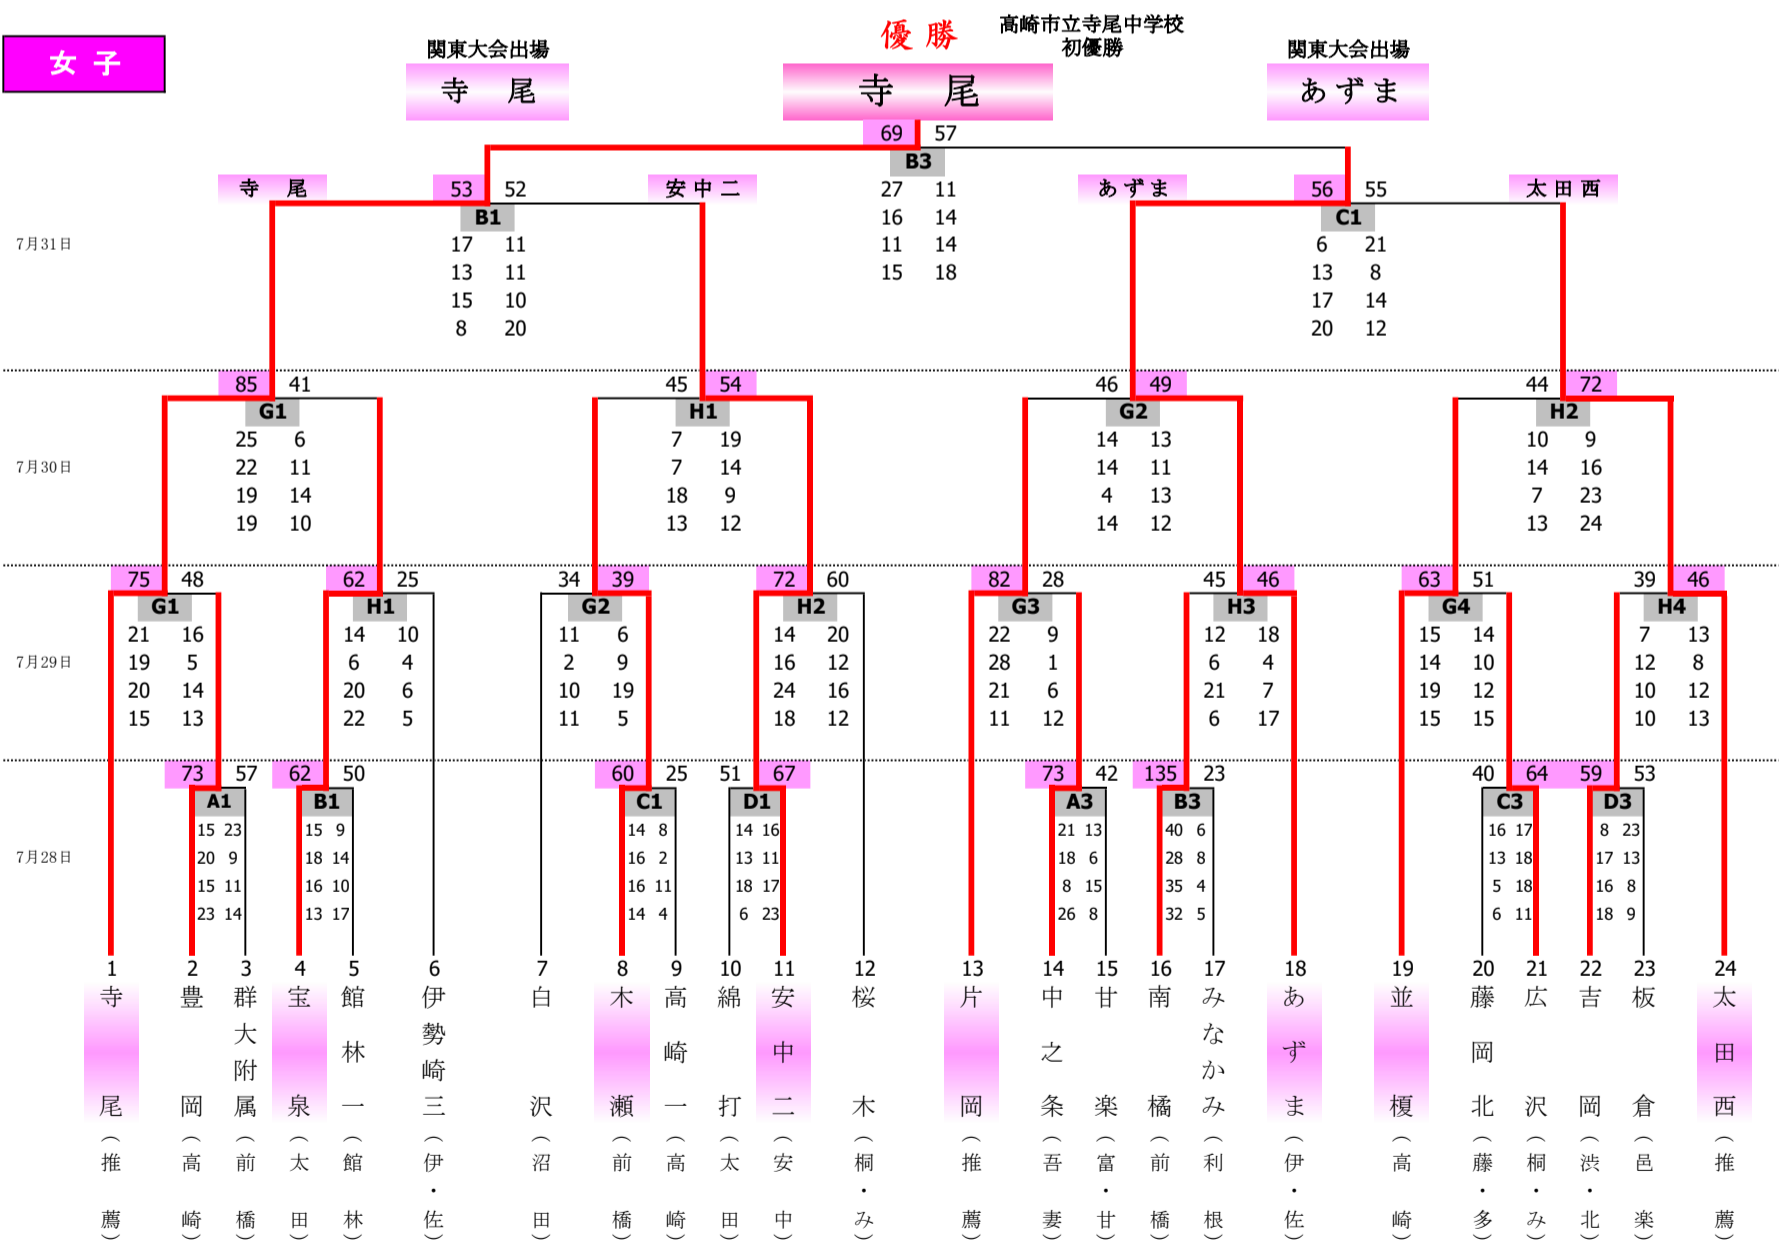 女子
関東大会出場
優勝
高崎市立寺尾中学校
初優勝
関東大会出場
寺尾
寺尾
あずま
69 57
B3
27 11
16 14
11 14
15 18
7月31日
寺尾
53 52
安中二
B1
17 11
13 11
15 10
8 20
あずま
56 55
太田西
C1
6 21
13 8
17 14
20 12
7月30日
85 41
G1
25 6
22 11
19 14
19 10
45 54
H1
7 19
7 14
18 9
13 12
46 49
G2
14 13
14 11
4 13
14 12
44 72
H2
10 9
14 16
7 23
13 24
7月29日
75 48
G1
21 16
19 5
20 14
15 13
62 25
H1
14 10
6 4
20 6
22 5
34 39
G2
11 6
2 9
10 19
11 5
72 60
H2
14 20
16 12
24 16
18 12
82 28
G3
22 9
28 1
21 6
11 12
45 46
H3
12 18
6 4
21 7
6 17
63 51
G4
15 14
14 10
19 12
15 15
39 46
H4
7 13
12 8
10 12
10 13
7月28日
73 57
A1
15 23
20 9
15 11
23 14
62 50
B1
15 9
18 14
16 10
13 17
60 25
C1
14 8
16 2
16 11
14 4
51 67
D1
14 16
13 11
18 17
6 23
73 42
A3
21 13
18 6
8 15
26 8
135 23
B3
40 6
28 8
35 4
32 5
40 64
C3
16 17
13 18
5 18
6 11
59 53
D3
8 23
17 13
16 8
18 9
1 寺尾(推薦)
2 豊岡(高崎)
3 群大附属(前橋)
4 宝泉(太田)
5 館林一(館林)
6 伊勢崎三(伊・佐)
7 白沢(沼田)
8 木瀬(前橋)
9 高崎一(高崎)
10 綿打(太田)
11 安中二(安中)
12 桜木(桐・み)
13 片岡(推薦)
14 中之条(吾妻)
15 甘楽(富・甘)
16 南橘(前橋)
17 みなかみ(利根)
18 あずま(伊・佐)
19 並榎(高崎)
20 藤岡北(藤・多)
21 広沢(桐・み)
22 吉岡(渋・北)
23 板倉(邑楽)
24 太田西(推薦)